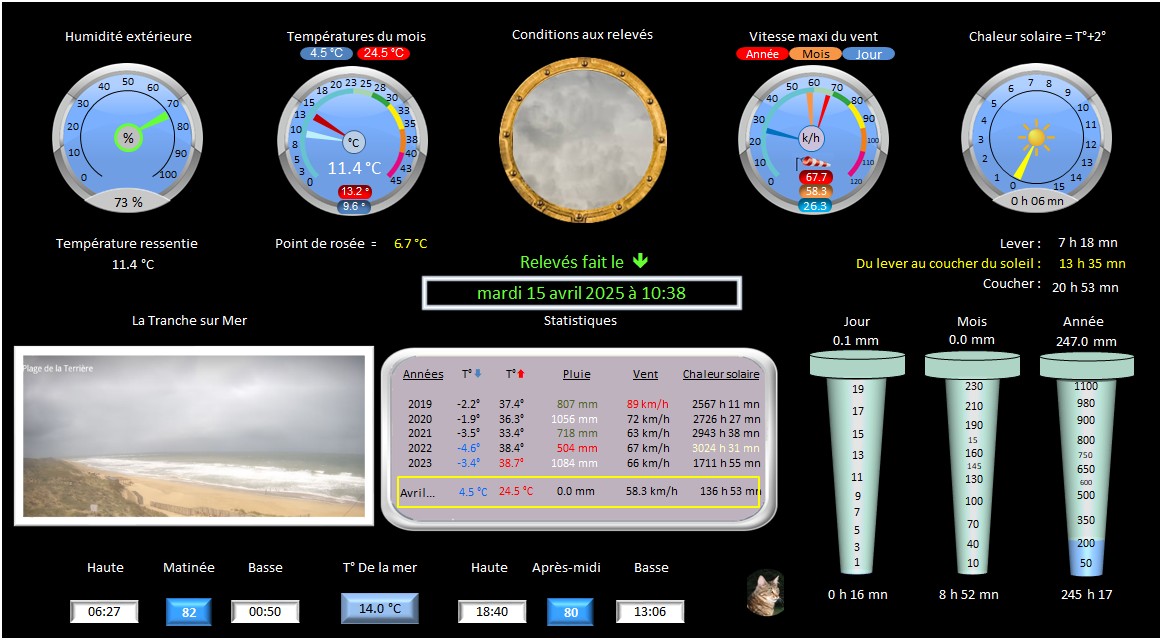 Humidité extérieure
Températures du mois
4.5 °C 24.5 °C
Conditions aux relevés
Vitesse maxi du vent
Année Mois Jour
Chaleur solaire = T°+2°
0 10 20 30 40 50 60 70 80 90 100
%
73 %
0 3 5 8 10 13 15 18 20 23 25 28 30 33 35 38 40 43 45
°C
11.4 °C
13.2 °
9.6 °
0 10 20 30 40 50 60 70 80 90 100 110 120
k/h
67.7
58.3
26.3
0 1 2 3 4 5 6 7 8 9 10 11 12 13 14 15
0 h 06 mn
Température ressentie
11.4 °C
Point de rosée = 6.7 °C
Relevés fait le
mardi 15 avril 2025 à 10:38
Lever : 7 h 18 mn
Du lever au coucher du soleil : 13 h 35 mn
Coucher : 20 h 53 mn
La Tranche sur Mer
Plage de la Terrière
Statistiques
Années T° T° Pluie Vent Chaleur solaire
2019 -2.2° 37.4° 807 mm 89 km/h 2567 h 11 mn
2020 -1.9° 36.3° 1056 mm 72 km/h 2726 h 27 mn
2021 -3.5° 33.4° 718 mm 63 km/h 2943 h 38 mn
2022 -4.6° 38.4° 504 mm 67 km/h 3024 h 31 mn
2023 -3.4° 38.7° 1084 mm 66 km/h 1711 h 55 mn
Avril... 4.5 °C 24.5 °C 0.0 mm 58.3 km/h 136 h 53 mn
Jour
0.1 mm
19
17
15
13
11
9
7
5
3
1
0 h 16 mn
Mois
0.0 mm
230
210
190
15
160
145
130
100
70
40
10
8 h 52 mn
Année
247.0 mm
1100
980
900
800
750
650
600
500
350
200
50
245 h 17
Haute Matinée Basse
06:27 82 00:50
T° De la mer
14.0 °C
Haute Après-midi Basse
18:40 80 13:06